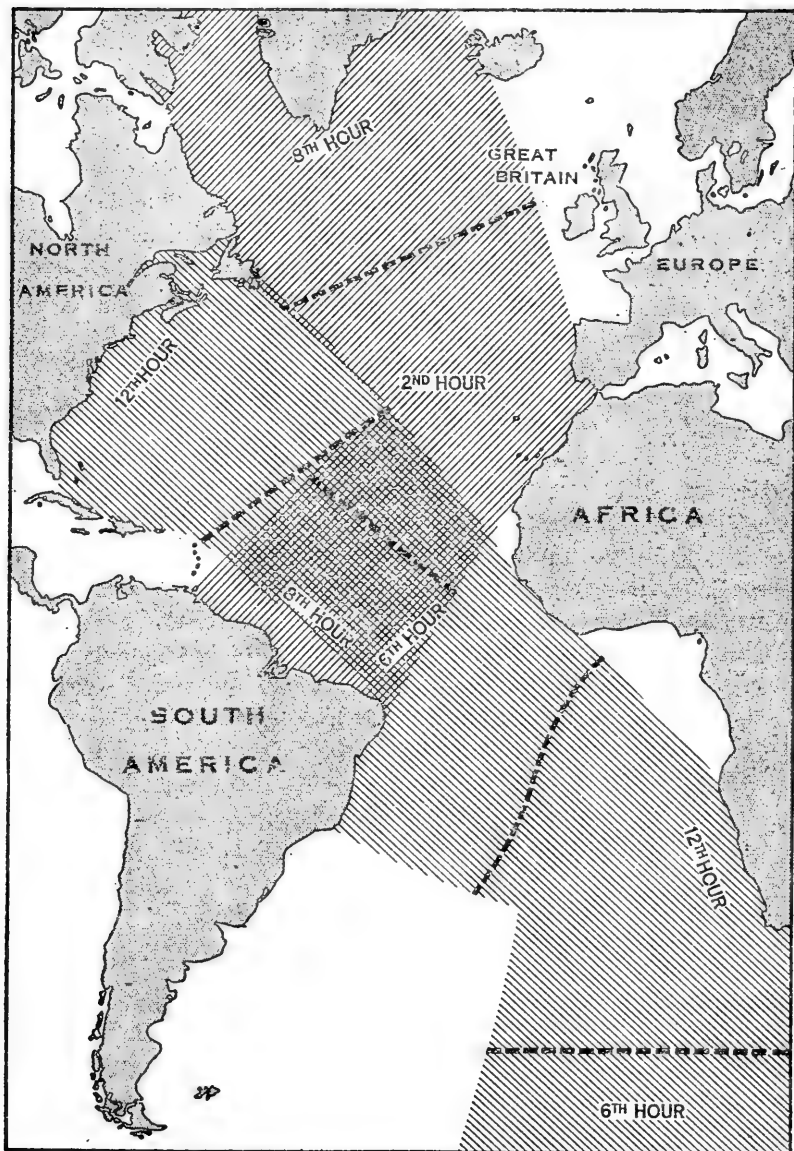 8TH HOUR
GREAT
BRITAIN
NORTH
AMERICA
EUROPE
12TH HOUR
2ND HOUR
AFRICA
8TH HOUR
6TH HOUR
SOUTH
AMERICA
12TH HOUR
6TH HOUR